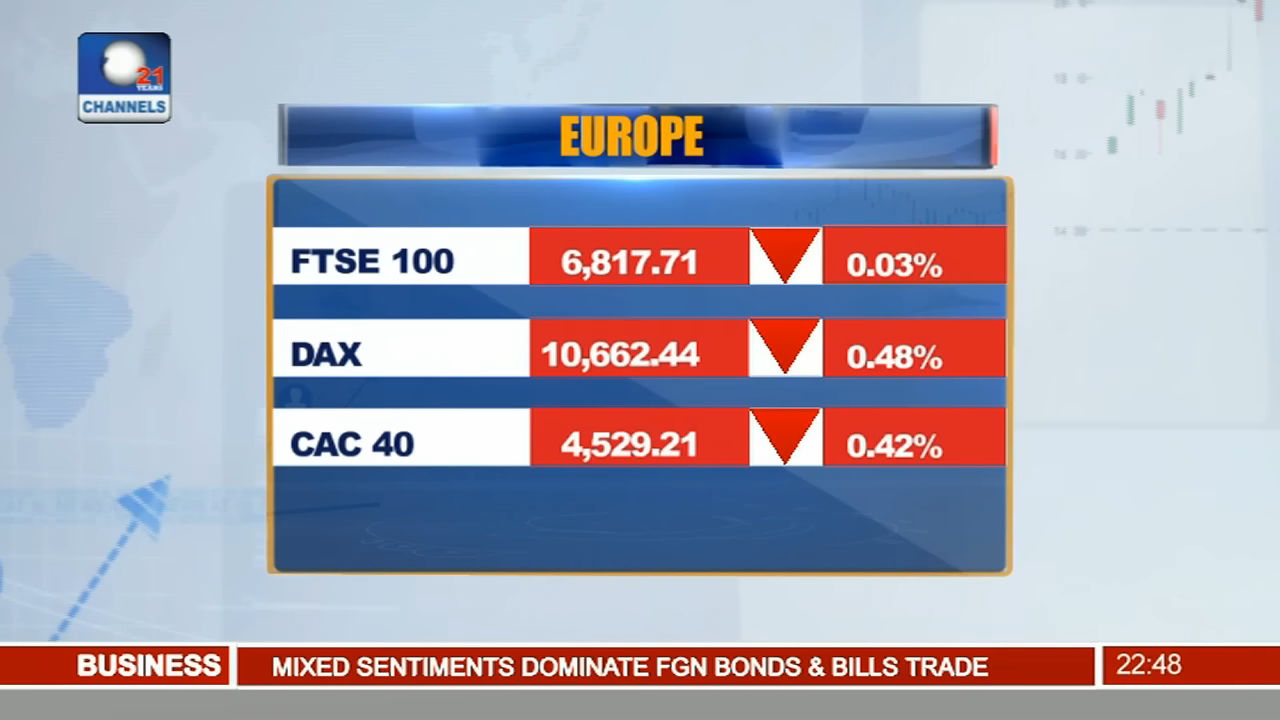 21
YEARS
CHANNELS
EUROPE
FTSE 100 6,817.71 0.03%
DAX 10,662.44 0.48%
CAC 40 4,529.21 0.42%
BUSINESS MIXED SENTIMENTS DOMINATE FGN BONDS & BILLS TRADE 22:48